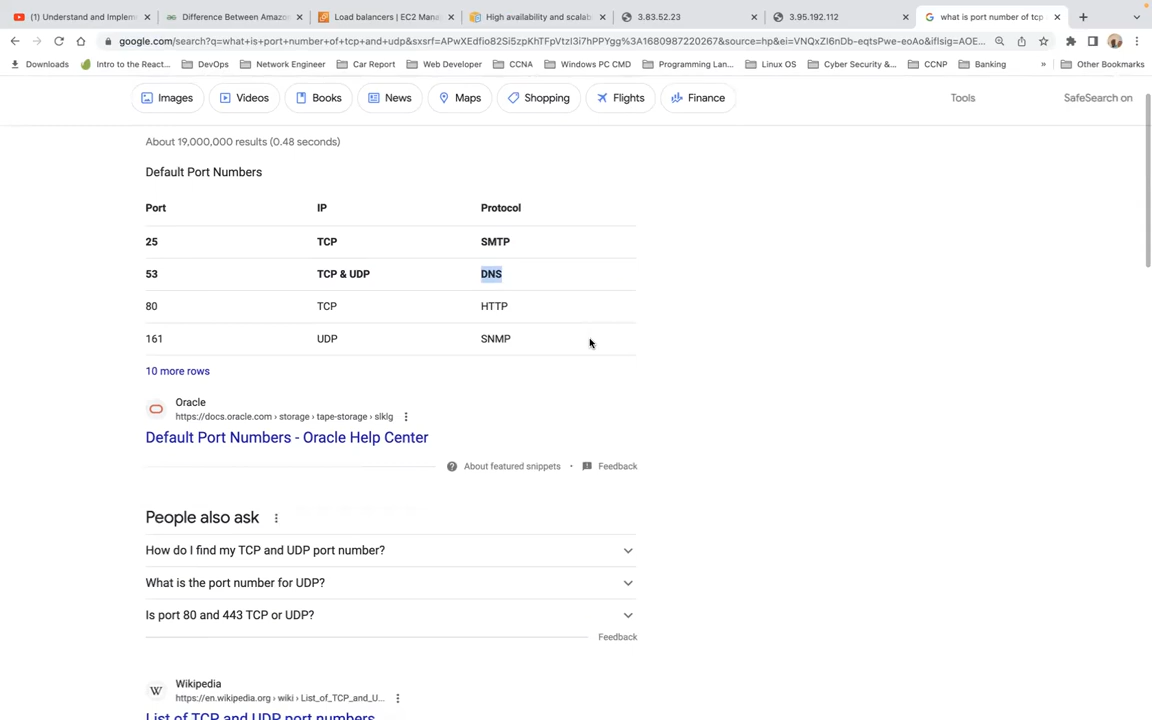 (1) Understand and Implem
Difference Between Amazo
Load balancers | EC2 Mana
High availability and scalab
3.83.52.23
3.95.192.112
what is port number of tcp
google.com/search?q=what+is+port+number+of+tcp+and+udp&sxsrf=APwXEdfio82Si5zpKhTFpVtzI3i7hPPYgg%3A1680987220267&source=hp&ei=VNQxZI6nDb-eqtsPwe-eoAo&iflsig=AOE...
Downloads
Intro to the React...
DevOps
Network Engineer
Car Report
Web Developer
CCNA
Windows PC CMD
Programming Lan...
Linux OS
Cyber Security &...
CCNP
Banking
»
Other Bookmarks
Images
Videos
Books
News
Maps
Shopping
Flights
Finance
Tools
SafeSearch on
About 19,000,000 results (0.48 seconds)
Default Port Numbers
Port IP Protocol
25 TCP SMTP
53 TCP & UDP DNS
80 TCP HTTP
161 UDP SNMP
10 more rows
Oracle
https://docs.oracle.com › storage › tape-storage › slklg
Default Port Numbers - Oracle Help Center
About featured snippets • Feedback
People also ask
How do I find my TCP and UDP port number?
What is the port number for UDP?
Is port 80 and 443 TCP or UDP?
Feedback
W
Wikipedia
https://en.wikipedia.org › wiki › List_of_TCP_and_U...
List of TCP and UDP port numbers